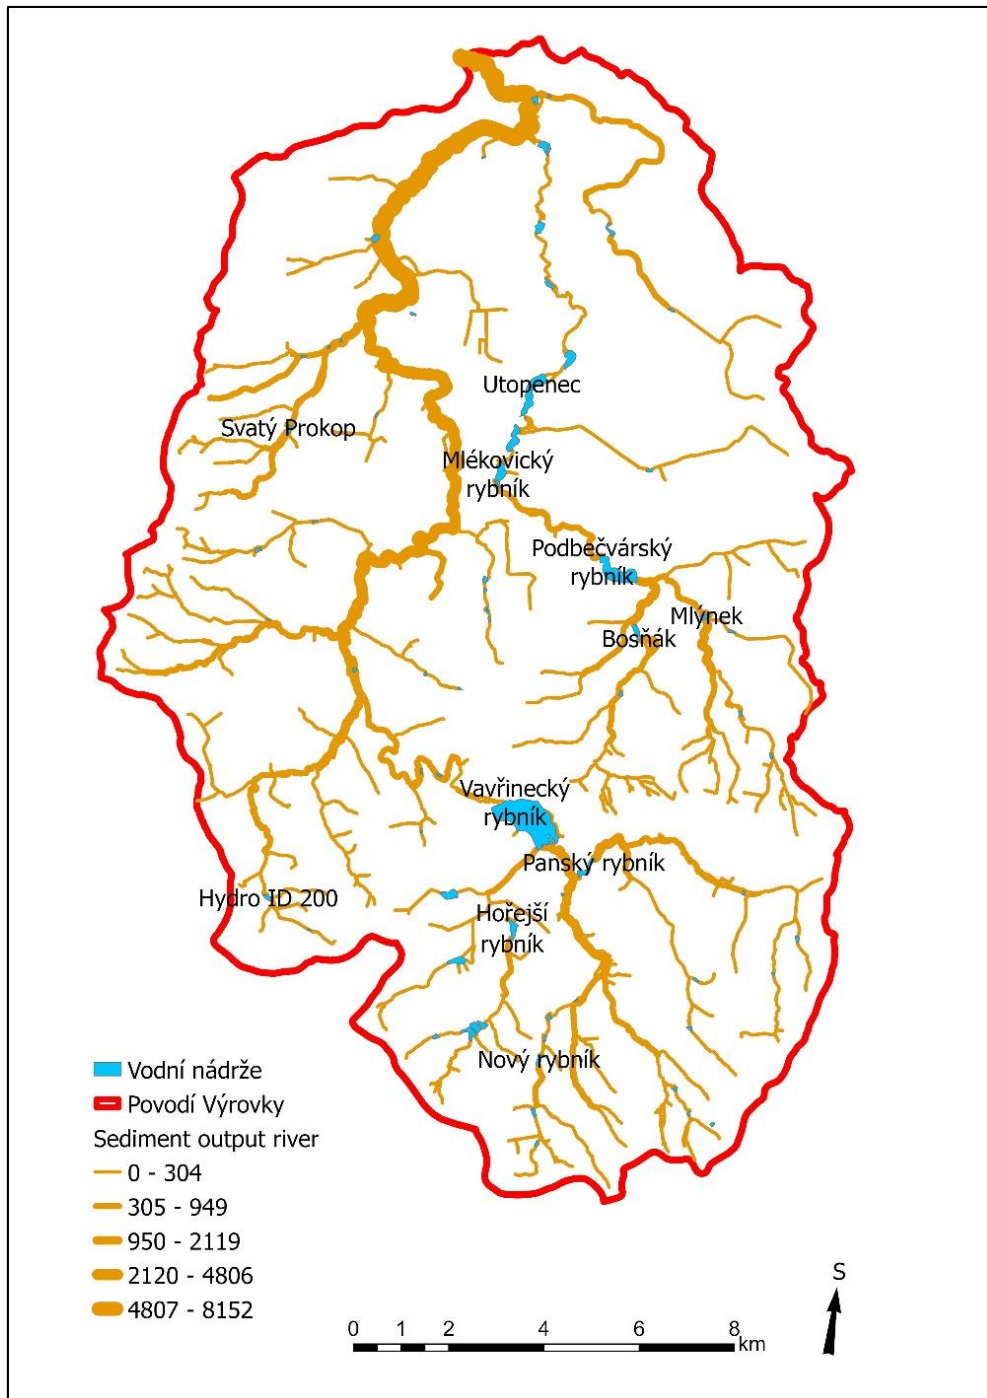 Utopenec
Svatý Prokop
Mlékovický
rybník
Podbečvárský
rybník
Mlýnek
Bosňák
Vavřinecký
rybník
Panský rybník
Hydro ID 200
Hořejší
rybník
Nový rybník
Vodní nádrže
Povodí Výrovky
Sediment output river
0 - 304
305 - 949
950 - 2119
2120 - 4806
4807 - 8152
S
0 1 2 4 6 8
km